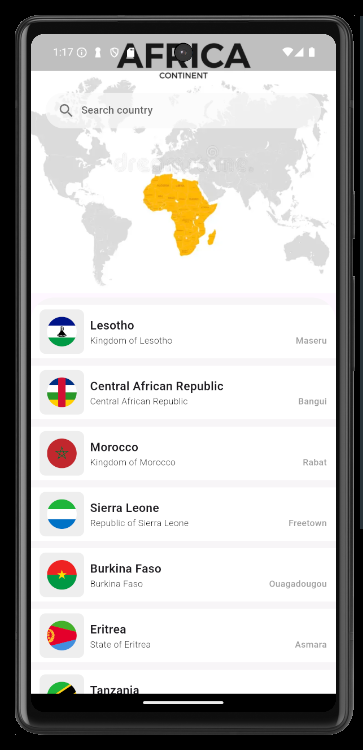 1:17
AFRICA
CONTINENT
Search country
Lesotho
Kingdom of Lesotho
Maseru
Central African Republic
Central African Republic
Bangui
Morocco
Kingdom of Morocco
Rabat
Sierra Leone
Republic of Sierra Leone
Freetown
Burkina Faso
Burkina Faso
Ouagadougou
Eritrea
State of Eritrea
Asmara
Tanzania